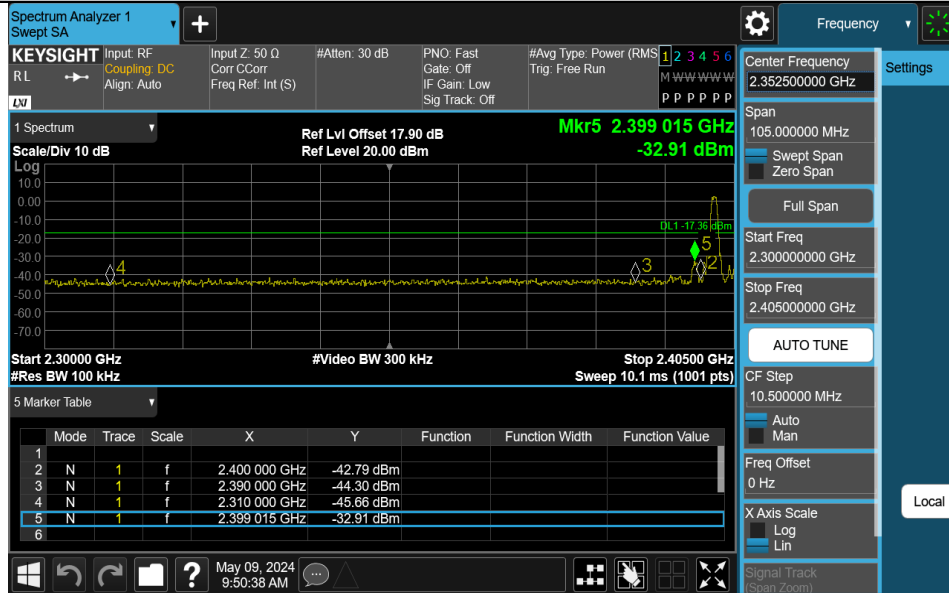 Spectrum Analyzer 1
Swept SA
+
Frequency
KEYSIGHT
RL
LXI
Input: RF
Coupling: DC
Align: Auto
Input Z: 50 Ω
Corr CCorr
Freq Ref: Int (S)
#Atten: 30 dB
PNO: Fast
Gate: Off
IF Gain: Low
Sig Track: Off
#Avg Type: Power (RMS
Trig: Free Run
1 2 3 4 5 6
M W W W W W
P P P P P P
1 Spectrum
Scale/Div 10 dB
Ref Lvl Offset 17.90 dB
Ref Level 20.00 dBm
Mkr5 2.399 015 GHz
-32.91 dBm
Log
10.0
0.00
-10.0
-20.0
-30.0
-40.0
-50.0
-60.0
-70.0
DL1 -17.36 dBm
4
3
5
2
Start 2.30000 GHz
#Video BW 300 kHz
Stop 2.40500 GHz
#Res BW 100 kHz
Sweep 10.1 ms (1001 pts)
5 Marker Table
Mode Trace Scale X Y Function Function Width Function Value
1
2 N 1 f 2.400 000 GHz -42.79 dBm
3 N 1 f 2.390 000 GHz -44.30 dBm
4 N 1 f 2.310 000 GHz -45.66 dBm
5 N 1 f 2.399 015 GHz -32.91 dBm
6
?
May 09, 2024
9:50:38 AM
Center Frequency
2.352500000 GHz
Span
105.000000 MHz
Swept Span
Zero Span
Full Span
Start Freq
2.300000000 GHz
Stop Freq
2.405000000 GHz
AUTO TUNE
CF Step
10.500000 MHz
Auto
Man
Freq Offset
0 Hz
X Axis Scale
Log
Lin
Signal Track
(Span Zoom)
Settings
Local